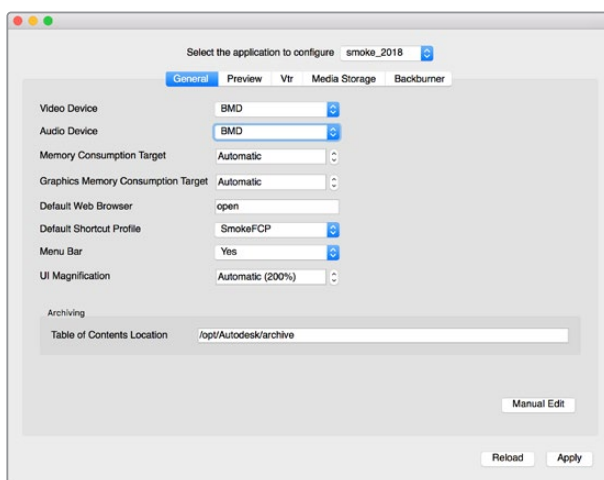 Select the application to configure smoke_2018
General Preview Vtr Media Storage Backburner
Video Device BMD
Audio Device BMD
Memory Consumption Target Automatic
Graphics Memory Consumption Target Automatic
Default Web Browser open
Default Shortcut Profile SmokeFCP
Menu Bar Yes
UI Magnification Automatic (200%)
Archiving
Table of Contents Location /opt/Autodesk/archive
Manual Edit
Reload Apply